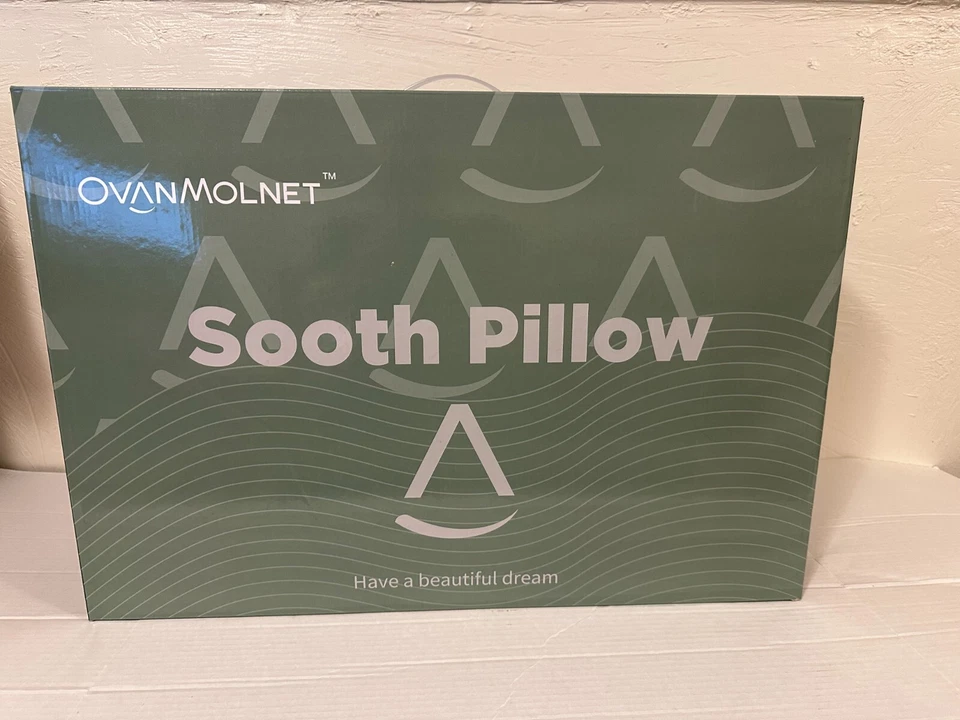 OVANMOLNET™
Sooth Pillow
Have a beautiful dream